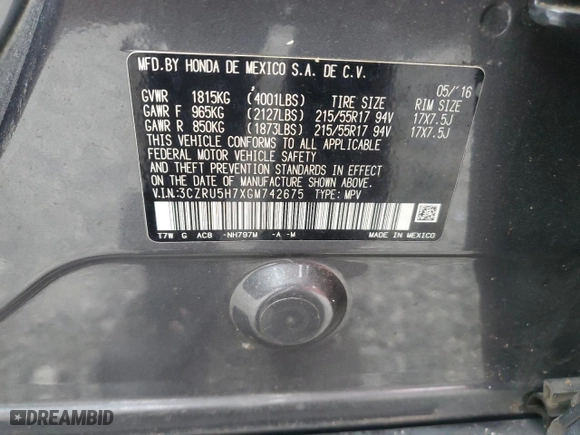 MFD.BY HONDA DE MEXICO S.A. DE C.V.
05/'16
GVWR 1815KG (4001LBS) TIRE SIZE RIM SIZE
GAWR F 965KG (2127LBS) 215/55R17 94V 17X7.5J
GAWR R 850KG (1873LBS) 215/55R17 94V 17X7.5J
THIS VEHICLE CONFORMS TO ALL APPLICABLE
FEDERAL MOTOR VEHICLE SAFETY
AND THEFT PREVENTION STANDARDS IN EFFECT
ON THE DATE OF MANUFACTURE SHOWN ABOVE.
V.I.N.:3CZRU5H7XGM742675 TYPE: MPV
T7W G ACB -NH797M -A -M MADE IN MEXICO
DREAMBID